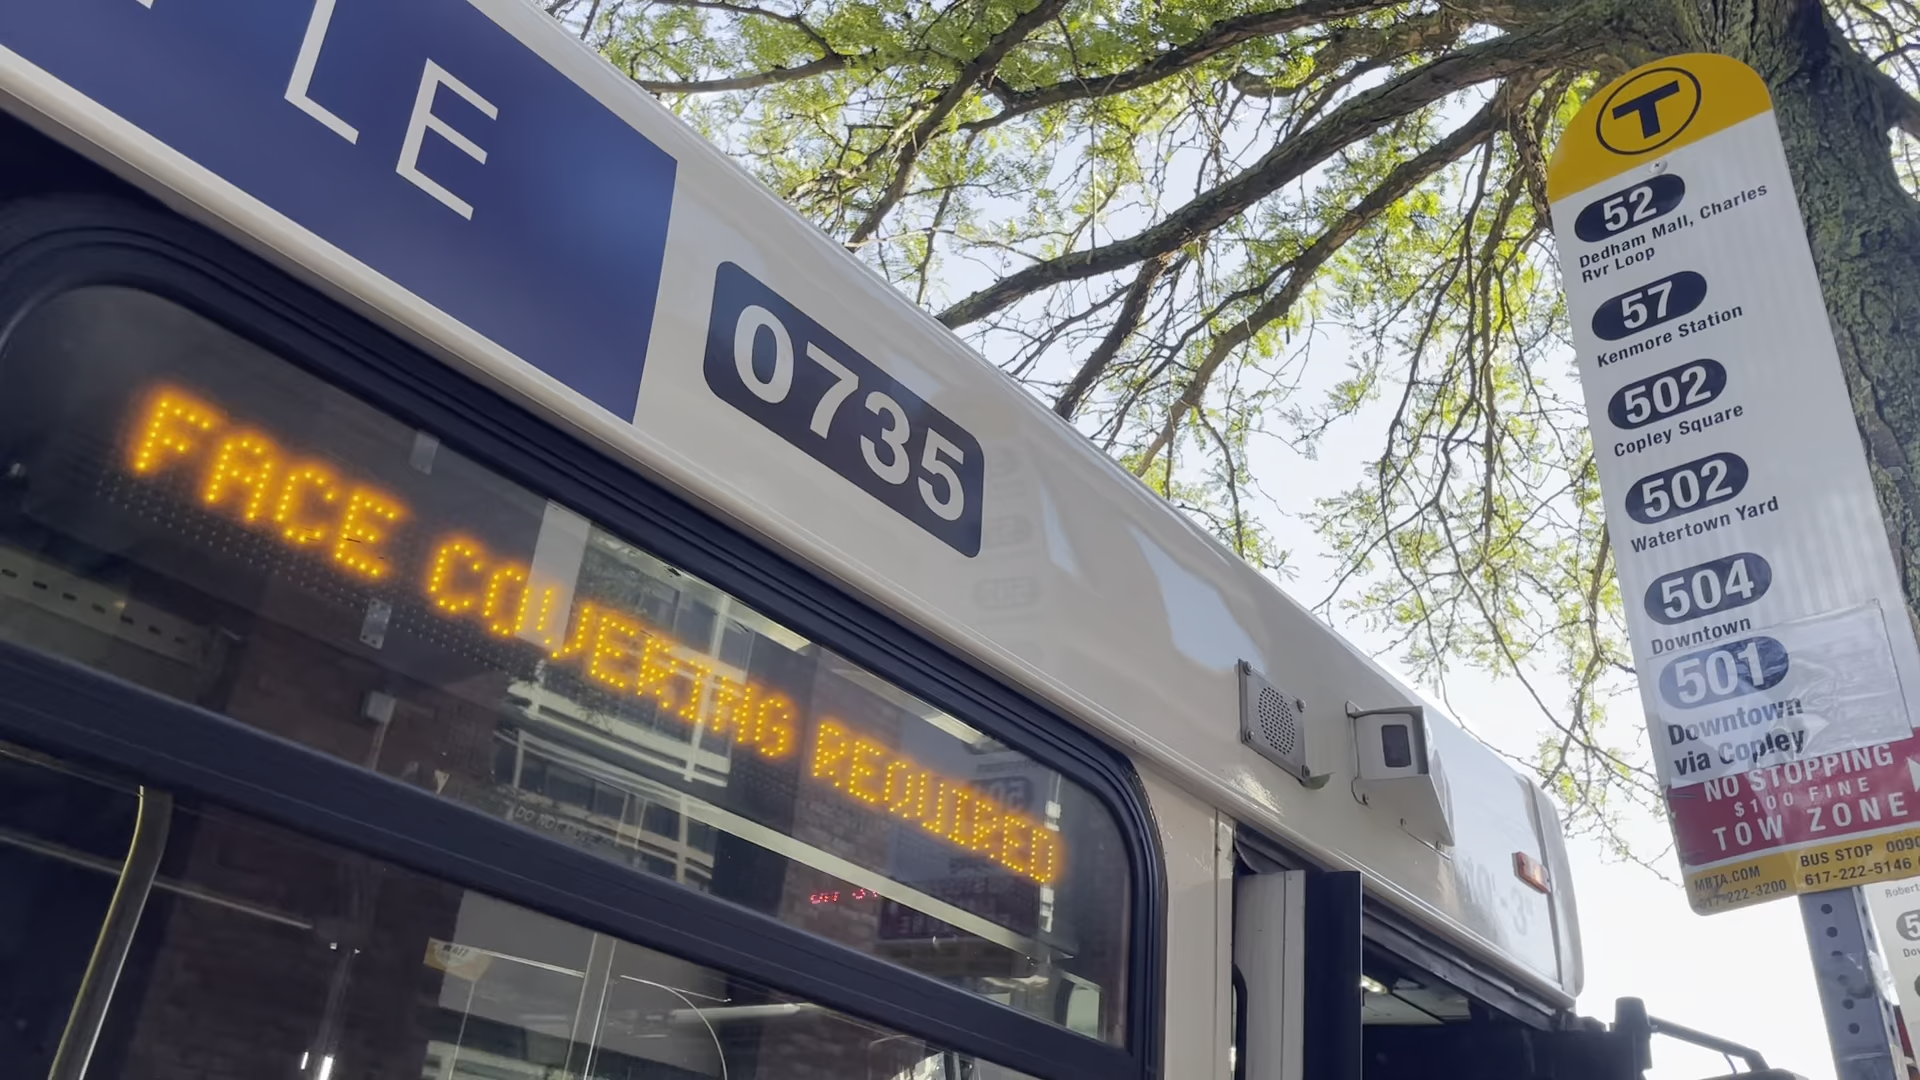 LE
0735
FACE COVERING REQUIRED
T
52
Dedham Mall, Charles
Rvr Loop
57
Kenmore Station
502
Copley Square
502
Watertown Yard
504
Downtown
501
Downtown
via Copley
NO STOPPING
$100 FINE
TOW ZONE
MBTA.COM
617-222-3200
BUS STOP
617-222-5146